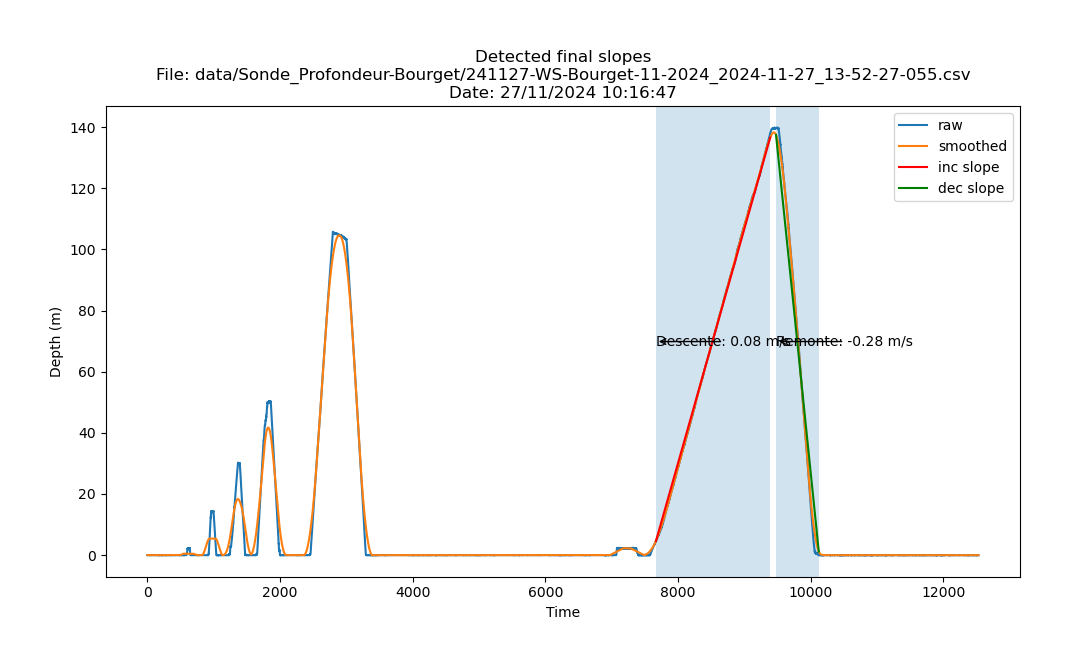 Detected final slopes
File: data/Sonde_Profondeur-Bourget/241127-WS-Bourget-11-2024_2024-11-27_13-52-27-055.csv
Date: 27/11/2024 10:16:47
raw
smoothed
inc slope
dec slope
Depth (m)
140
120
100
80
60
40
20
0
Descente: 0.08 m/s
Remonte: -0.28 m/s
0
2000
4000
6000
8000
10000
12000
Time